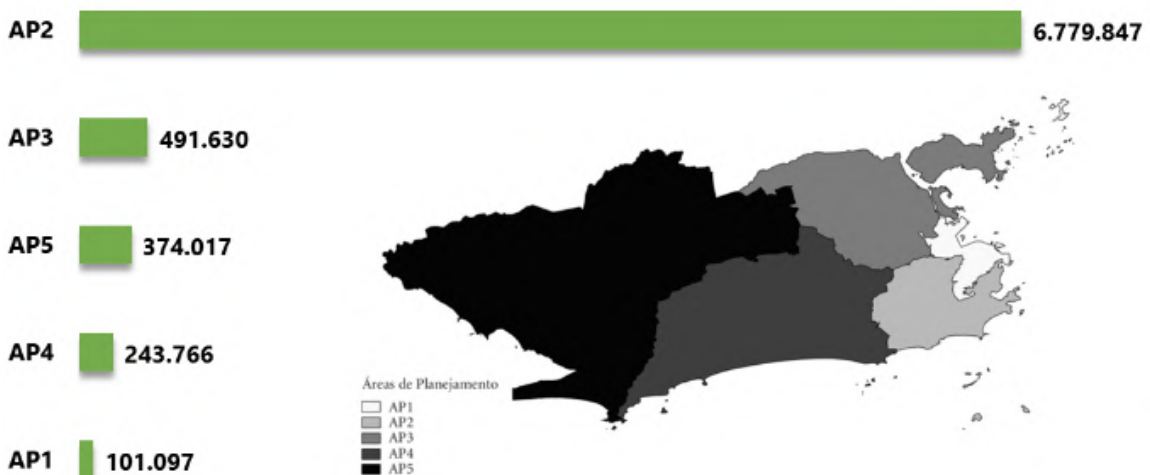 AP2
6.779.847
AP3
491.630
AP5
374.017
AP4
243.766
AP1
101.097
Áreas de Planejamento
AP1
AP2
AP3
AP4
AP5